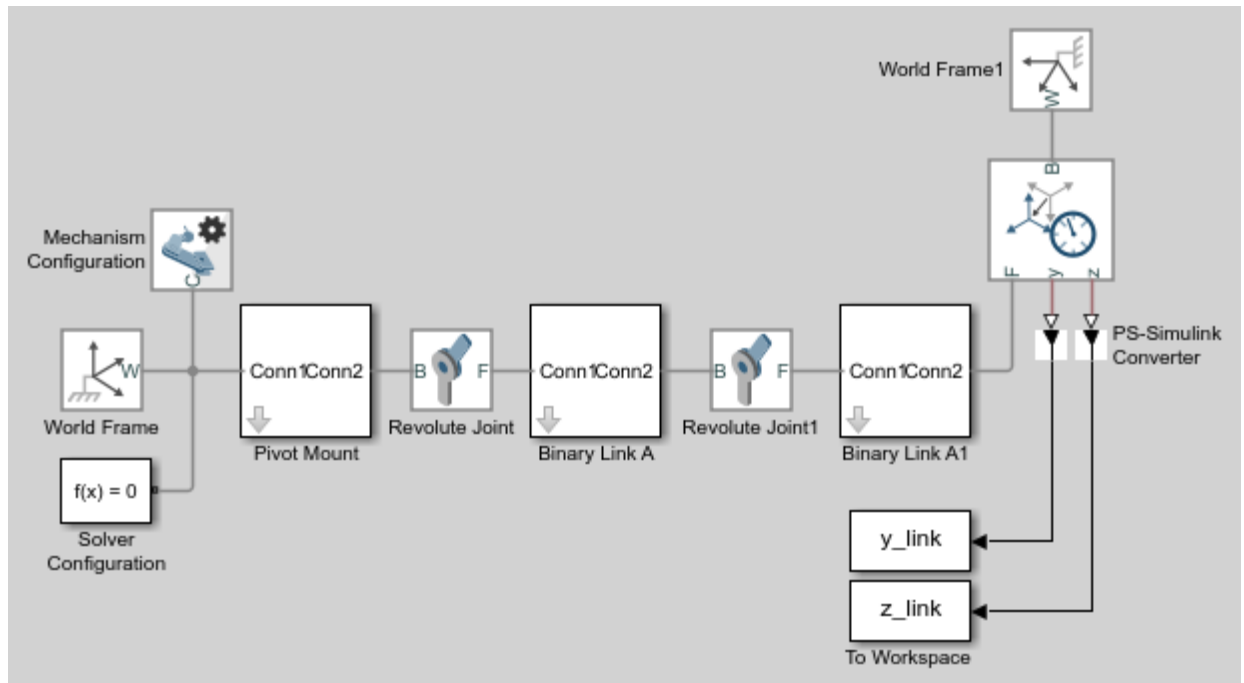 World Frame1
W
B
F y z
PS-Simulink
Converter
Mechanism
Configuration
C
W
World Frame
Conn1Conn2
Pivot Mount
B F
Revolute Joint
Conn1Conn2
Binary Link A
B F
Revolute Joint1
Conn1Conn2
Binary Link A1
f(x) = 0
Solver
Configuration
y_link
z_link
To Workspace